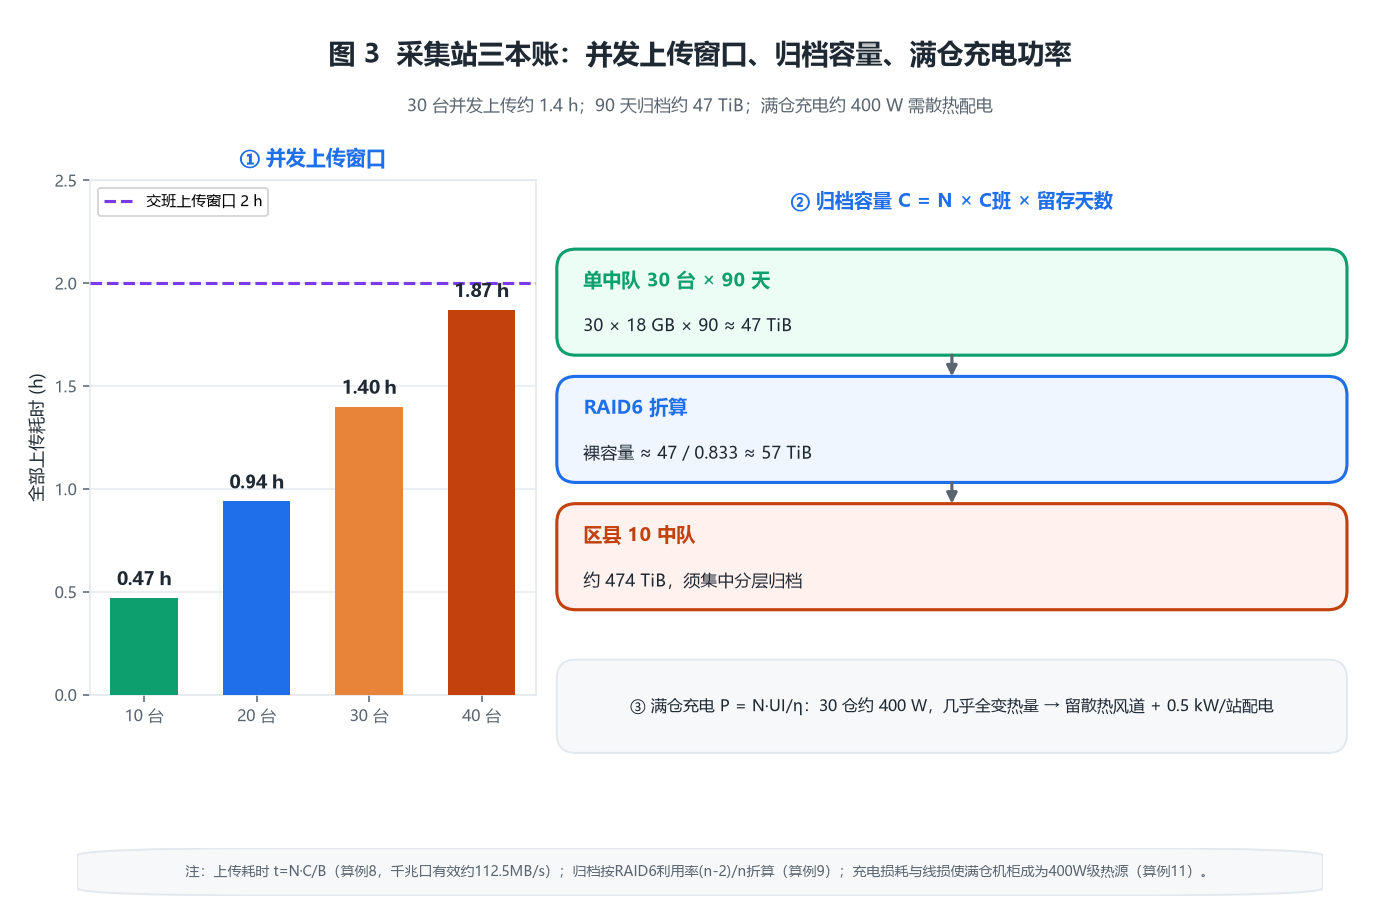 图 3 采集站三本账：并发上传窗口、归档容量、满仓充电功率
30 台并发上传约 1.4 h；90 天归档约 47 TiB；满仓充电约 400 W 需散热配电
① 并发上传窗口
交班上传窗口 2 h
全部上传耗时 (h)
2.5
2.0
1.5
1.0
0.5
0.0
0.47 h
0.94 h
1.40 h
1.87 h
10 台
20 台
30 台
40 台
② 归档容量 C = N × C班 × 留存天数
单中队 30 台 × 90 天
30 × 18 GB × 90 ≈ 47 TiB
RAID6 折算
裸容量 ≈ 47 / 0.833 ≈ 57 TiB
区县 10 中队
约 474 TiB，须集中分层归档
③ 满仓充电 P = N·UI/η：30 仓约 400 W，几乎全变热量 → 留散热风道 + 0.5 kW/站配电
注：上传耗时 t=N·C/B（算例8，千兆口有效约112.5MB/s）；归档按RAID6利用率(n-2)/n折算（算例9）；充电损耗与线损使满仓机柜成为400W级热源（算例11）。